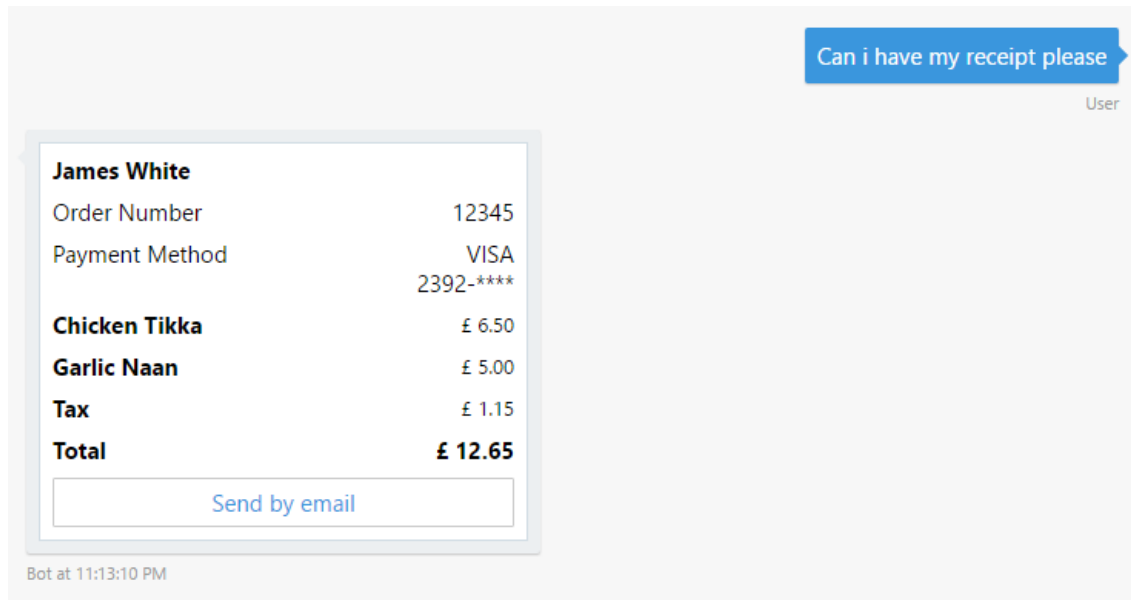 Can i have my receipt please
User
James White
Order Number 12345
Payment Method VISA
2392-****
Chicken Tikka £ 6.50
Garlic Naan £ 5.00
Tax £ 1.15
Total £ 12.65
Send by email
Bot at 11:13:10 PM